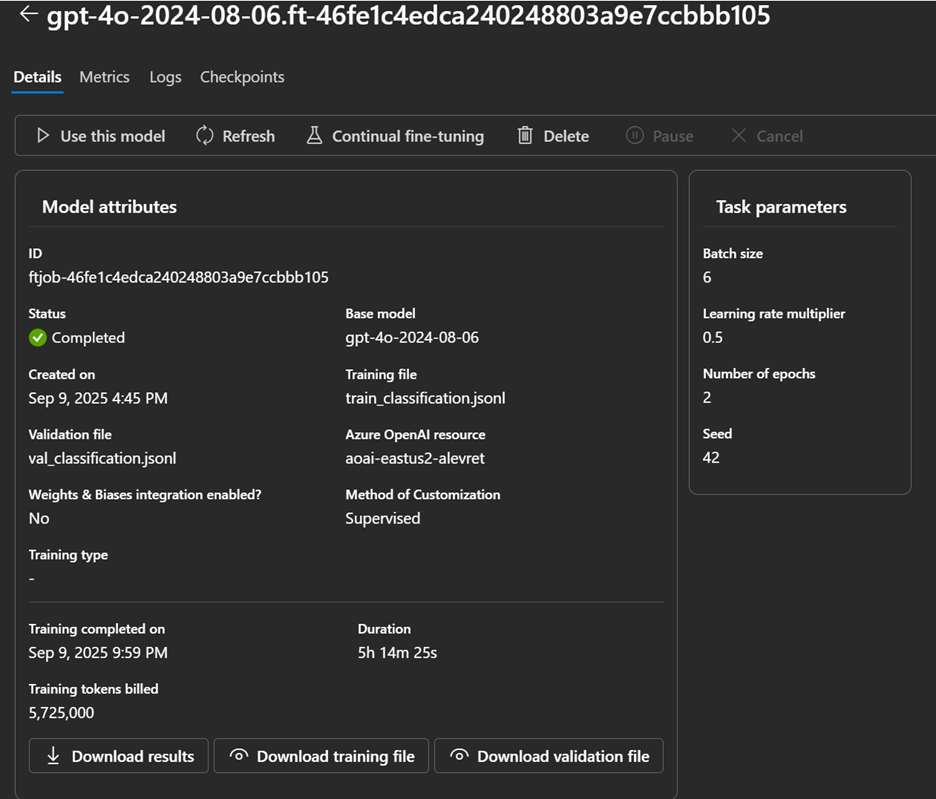 gpt-4o-2024-08-06.ft-46fe1c4edca240248803a9e7ccbbb105
Details Metrics Logs Checkpoints
Use this model Refresh Continual fine-tuning Delete Pause Cancel
Model attributes
ID
ftjob-46fe1c4edca240248803a9e7ccbbb105
Status Base model
Completed gpt-4o-2024-08-06
Created on Training file
Sep 9, 2025 4:45 PM train_classification.jsonl
Validation file Azure OpenAI resource
val_classification.jsonl aoai-eastus2-alevret
Weights & Biases integration enabled? Method of Customization
No Supervised
Training type
-
Training completed on Duration
Sep 9, 2025 9:59 PM 5h 14m 25s
Training tokens billed
5,725,000
Download results Download training file Download validation file
Task parameters
Batch size
6
Learning rate multiplier
0.5
Number of epochs
2
Seed
42